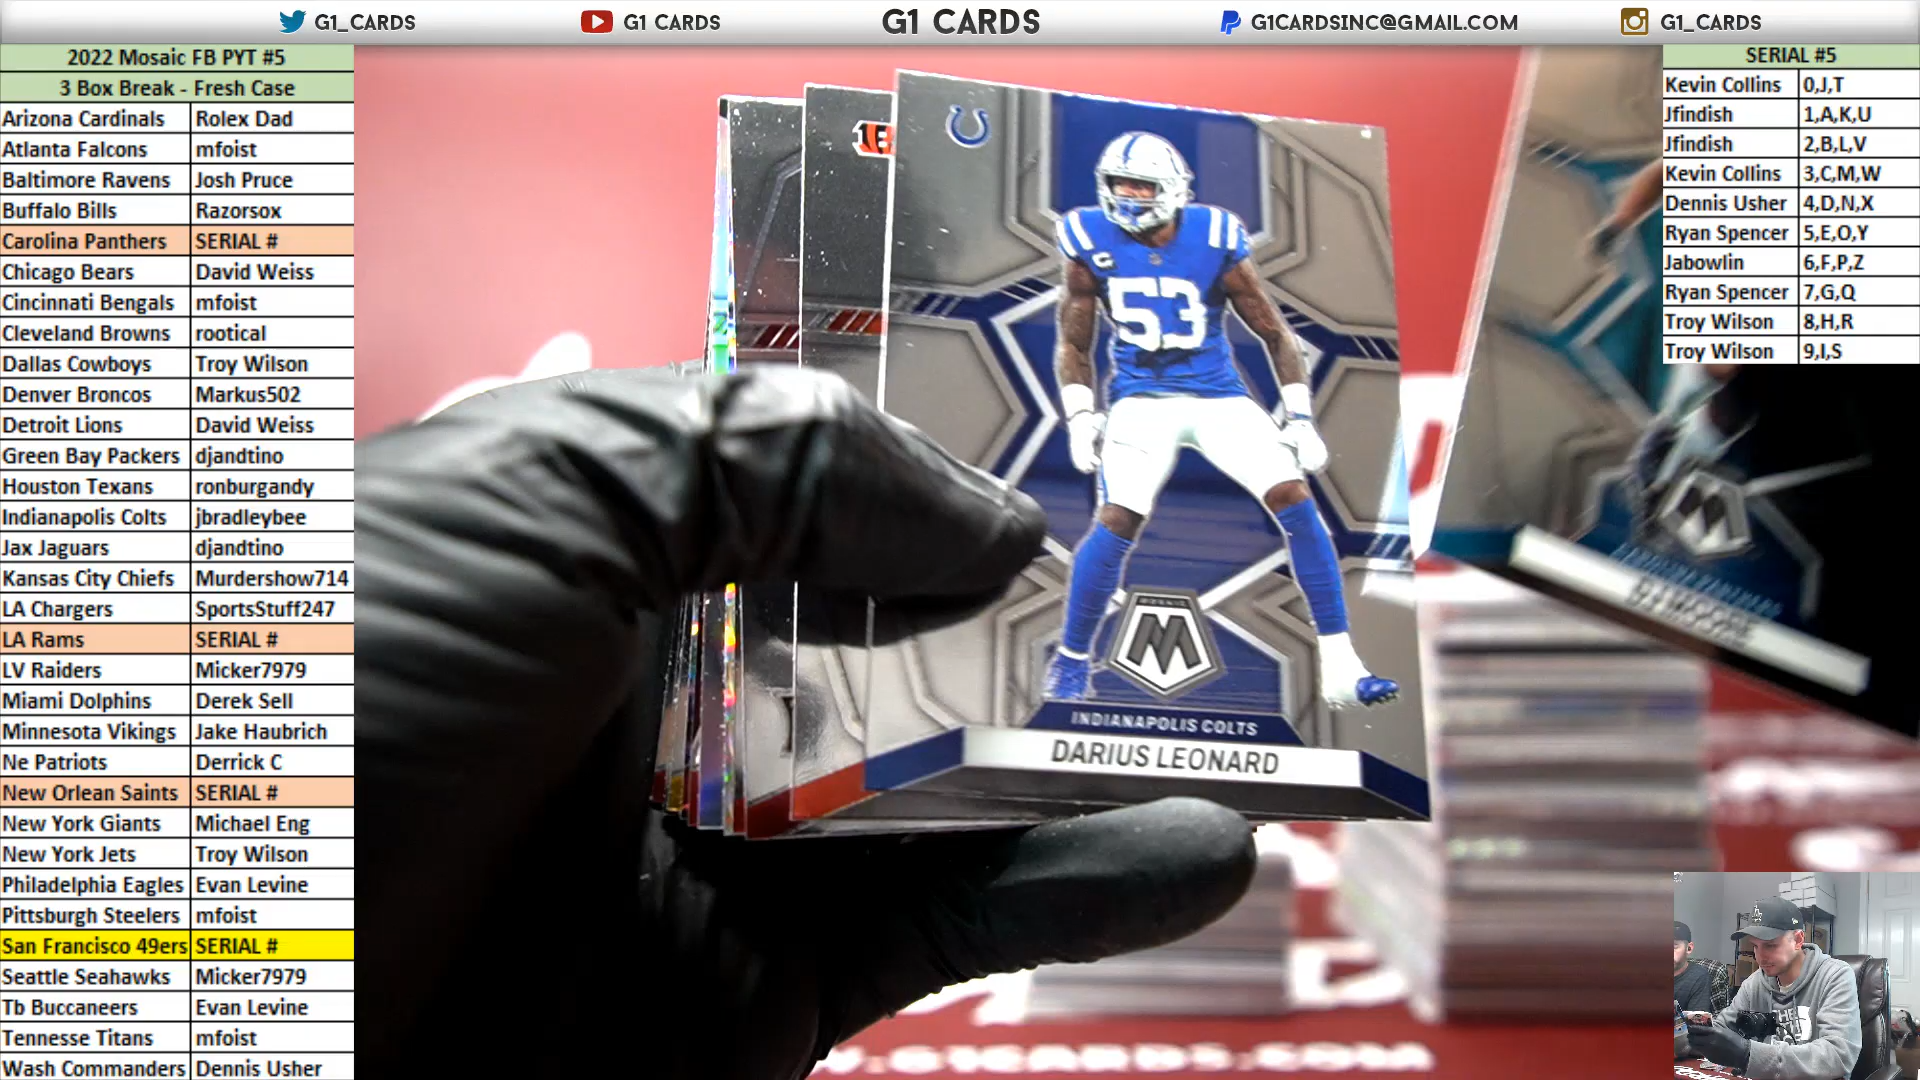 G1_CARDS G1 CARDS G1 CARDS G1CARDSINC@GMAIL.COM G1_CARDS
2022 Mosaic FB PYT #5
3 Box Break - Fresh Case
Arizona Cardinals Rolex Dad
Atlanta Falcons mfoist
Baltimore Ravens Josh Pruce
Buffalo Bills Razorsox
Carolina Panthers SERIAL #
Chicago Bears David Weiss
Cincinnati Bengals mfoist
Cleveland Browns rootical
Dallas Cowboys Troy Wilson
Denver Broncos Markus502
Detroit Lions David Weiss
Green Bay Packers djandtino
Houston Texans ronburgandy
Indianapolis Colts jbradleybee
Jax Jaguars djandtino
Kansas City Chiefs Murdershow714
LA Chargers SportsStuff247
LA Rams SERIAL #
LV Raiders Micker7979
Miami Dolphins Derek Sell
Minnesota Vikings Jake Haubrich
Ne Patriots Derrick C
New Orlean Saints SERIAL #
New York Giants Michael Eng
New York Jets Troy Wilson
Philadelphia Eagles Evan Levine
Pittsburgh Steelers mfoist
San Francisco 49ers SERIAL #
Seattle Seahawks Micker7979
Tb Buccaneers Evan Levine
Tennesse Titans mfoist
Wash Commanders Dennis Usher
SERIAL #5
Kevin Collins 0,J,T
Jfindish 1,A,K,U
Jfindish 2,B,L,V
Kevin Collins 3,C,M,W
Dennis Usher 4,D,N,X
Ryan Spencer 5,E,O,Y
Jabowlin 6,F,P,Z
Ryan Spencer 7,G,Q
Troy Wilson 8,H,R
Troy Wilson 9,I,S
53
MOSAIC
INDIANAPOLIS COLTS
DARIUS LEONARD
CAROLINA PANTHERS
DJ MOORE
WWW.G1CARDS.COM